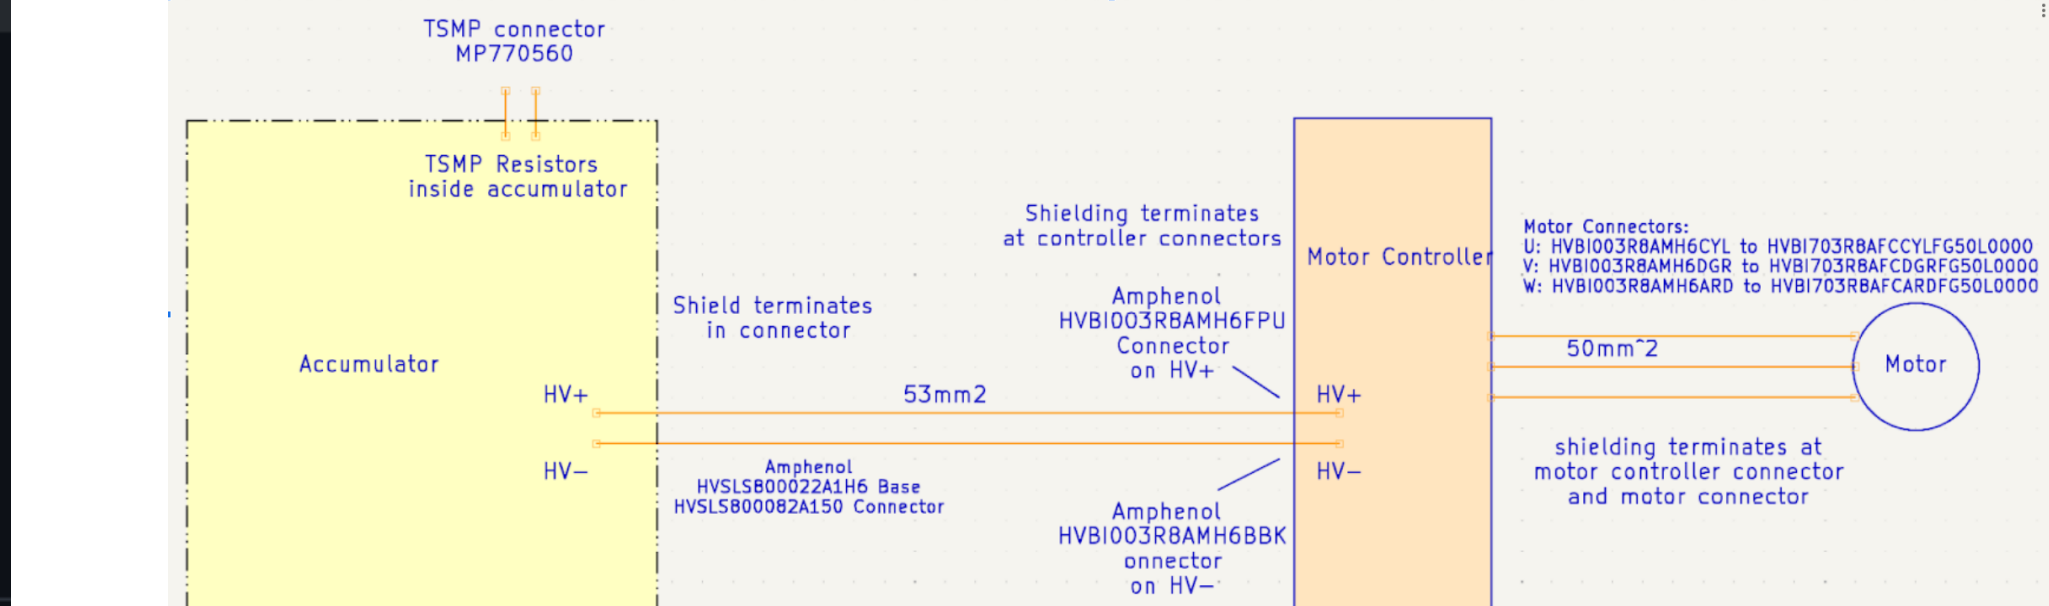 TSMP connector
MP770560
TSMP Resistors
inside accumulator
Accumulator
HV+
HV-
Shield terminates
in connector
53mm2
Amphenol
HVSLS800022A1H6 Base
HVSLS800082A150 Connector
Shielding terminates
at controller connectors
Amphenol
HVBI003R8AMH6FPU
Connector
on HV+
Amphenol
HVBI003R8AMH6BBK
onnector
on HV-
Motor Controller
HV+
HV-
Motor Connectors:
U: HVBI003R8AMH6CYL to HVBI703R8AFCCYLFG50L0000
V: HVBI003R8AMH6DGR to HVBI703R8AFCDGRFG50L0000
W: HVBI003R8AMH6ARD to HVBI703R8AFCARDFG50L0000
50mm^2
Motor
shielding terminates at
motor controller connector
and motor connector